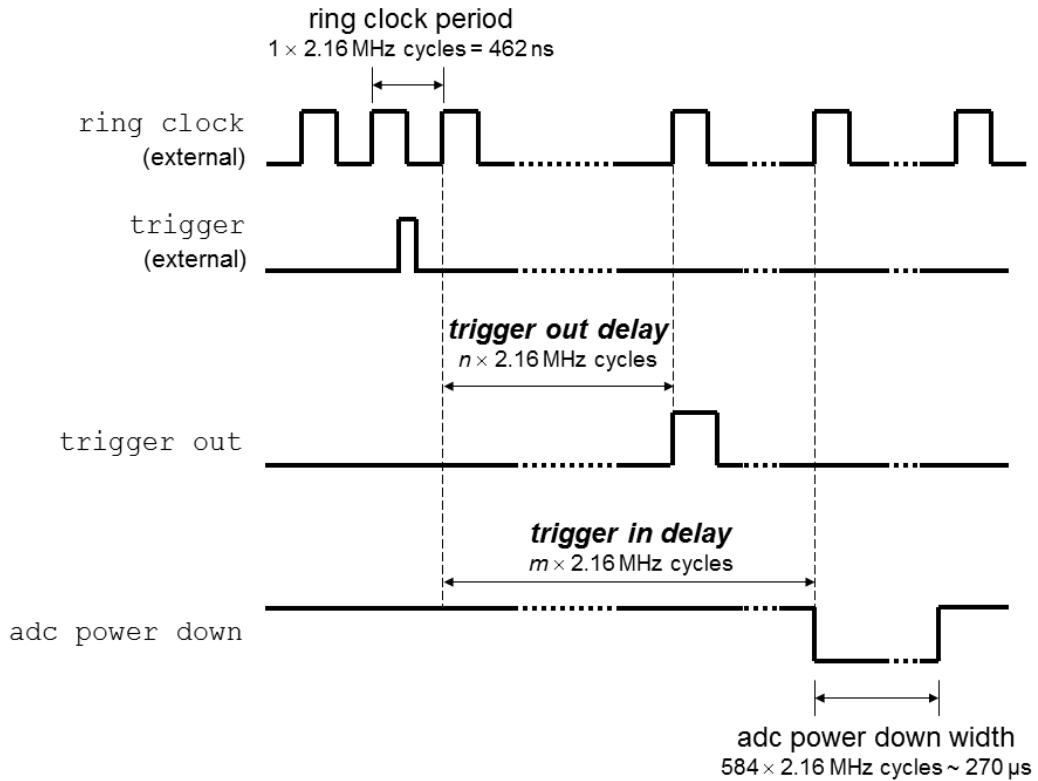 ring clock period
1 × 2.16 MHz cycles = 462 ns
ring clock
(external)
trigger
(external)
trigger out delay
n × 2.16 MHz cycles
trigger out
trigger in delay
m × 2.16 MHz cycles
adc power down
adc power down width
584 × 2.16 MHz cycles ~ 270 µs